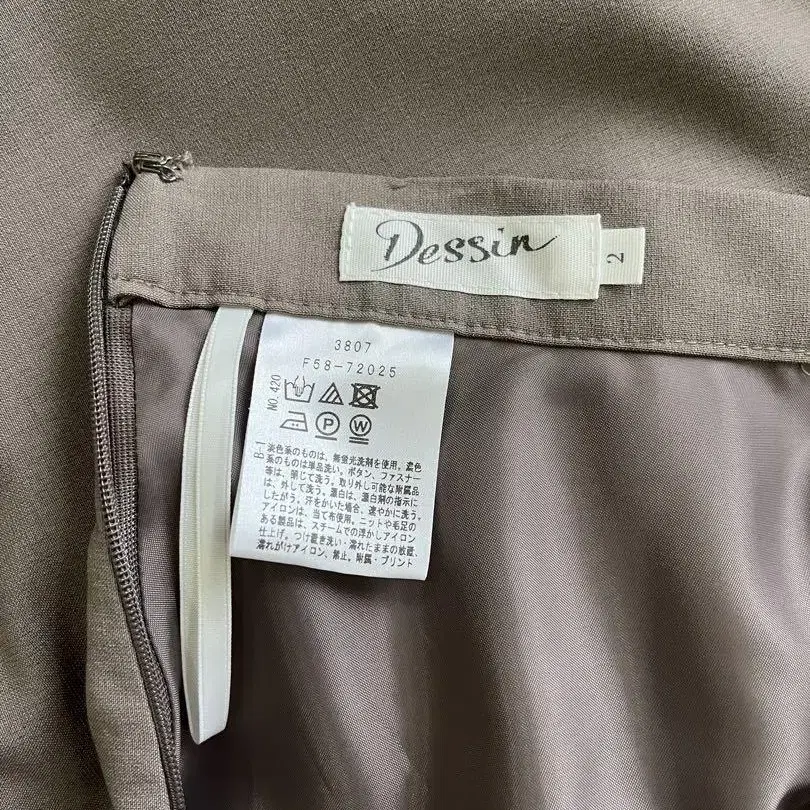 Dessin
2
3807
F58-72025
NO. 420
P W
B-1
淡色系のものは、無蛍光洗剤を使用。濃色
系のものは単品洗い。ボタン、ファスナー
等は、閉じて洗う。取り外し可能な附属品
は、外して洗う。漂白は、漂白剤の指示に
したがう。汗をかいた場合、速やかに洗う。
アイロンは、当て布使用。ニットや毛足の
ある製品は、スチームでの浮かしアイロン
仕上げ。つけ置き洗い・濡れたままの放置、
濡れがけアイロン、禁止。附属・プリント